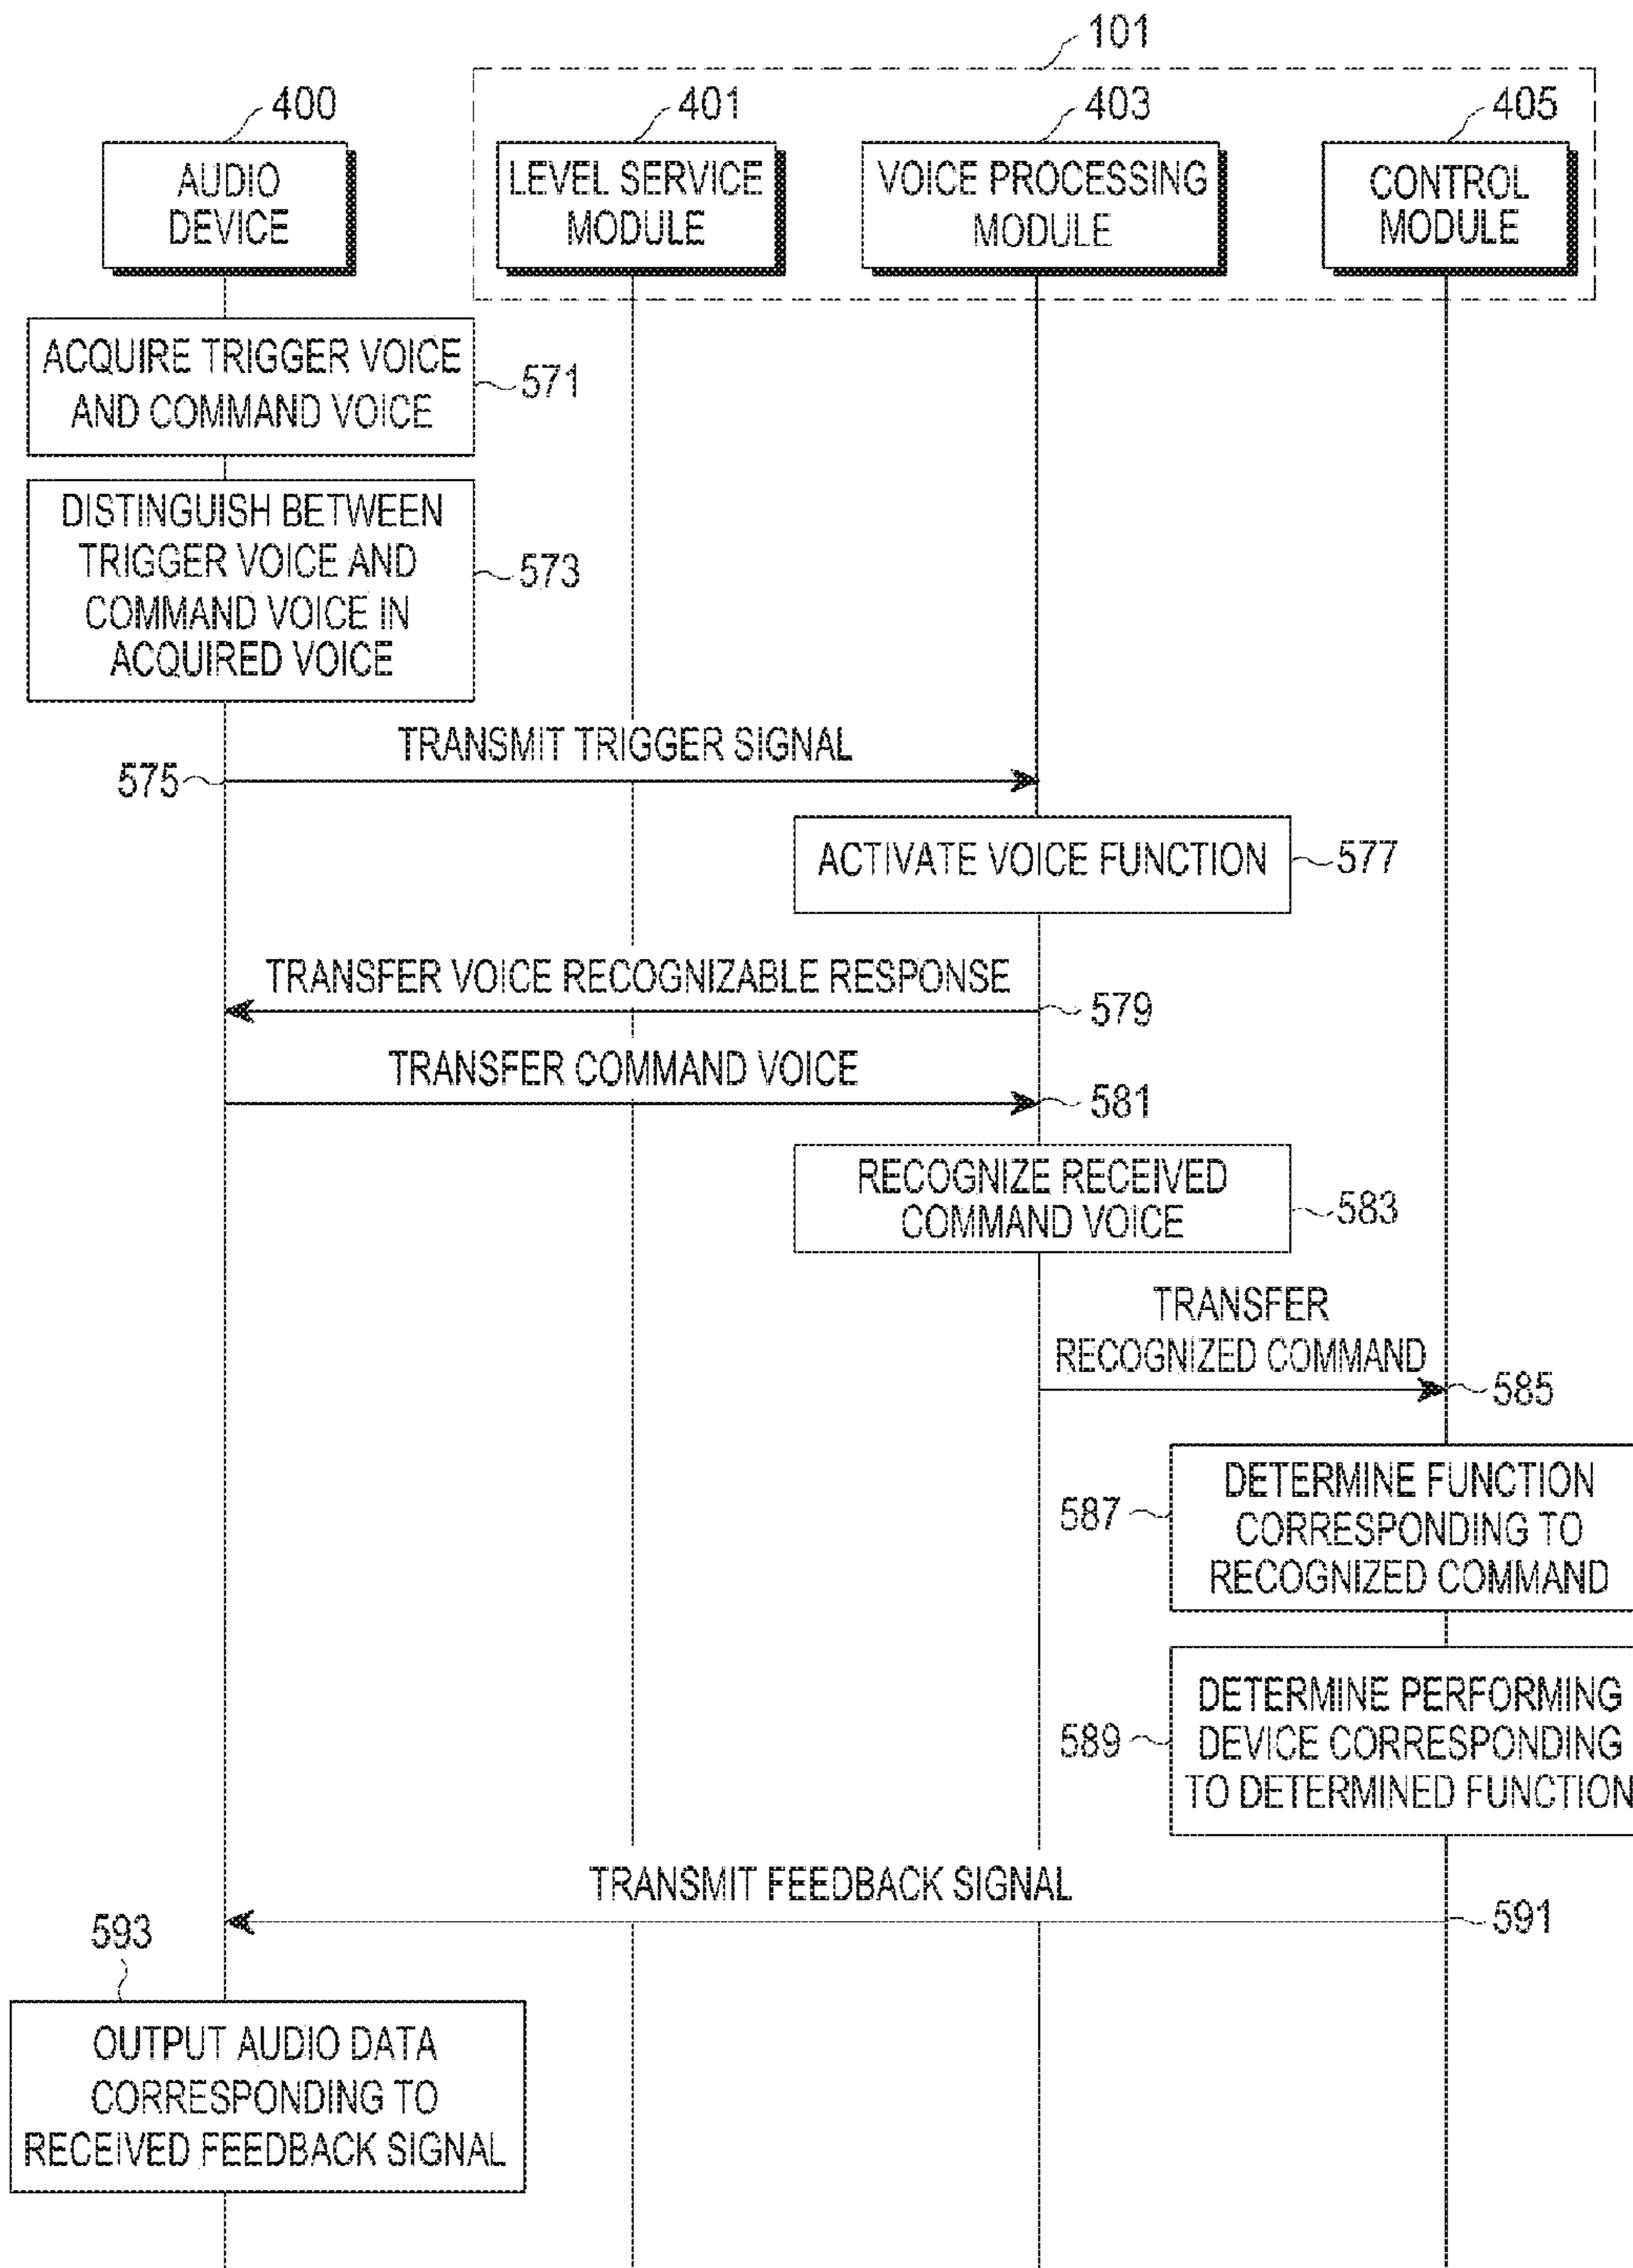 101
400
401
403
405
AUDIO
DEVICE
LEVEL SERVICE
MODULE
VOICE PROCESSING
MODULE
CONTROL
MODULE
ACQUIRE TRIGGER VOICE
AND COMMAND VOICE
571
DISTINGUISH BETWEEN
TRIGGER VOICE AND
COMMAND VOICE IN
ACQUIRED VOICE
573
TRANSMIT TRIGGER SIGNAL
575
ACTIVATE VOICE FUNCTION
577
TRANSFER VOICE RECOGNIZABLE RESPONSE
579
TRANSFER COMMAND VOICE
581
RECOGNIZE RECEIVED
COMMAND VOICE
583
TRANSFER
RECOGNIZED COMMAND
585
587
DETERMINE FUNCTION
CORRESPONDING TO
RECOGNIZED COMMAND
589
DETERMINE PERFORMING
DEVICE CORRESPONDING
TO DETERMINED FUNCTION
TRANSMIT FEEDBACK SIGNAL
591
593
OUTPUT AUDIO DATA
CORRESPONDING TO
RECEIVED FEEDBACK SIGNAL